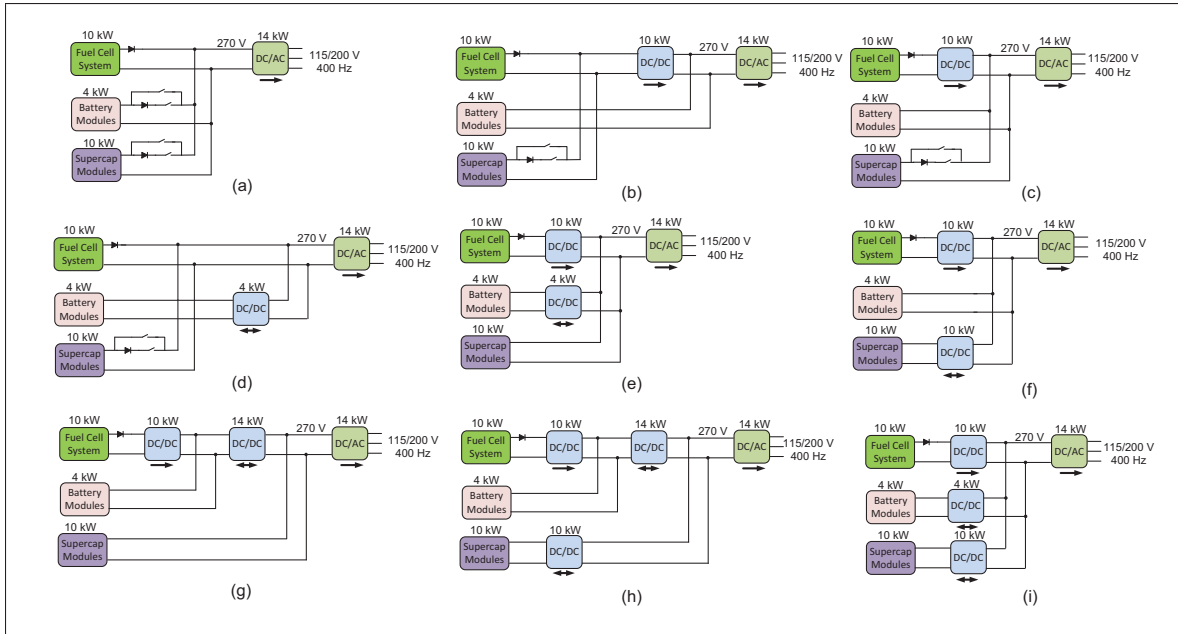 10 kW
14 kW
Fuel Cell
System
270 V
DC/AC
115/200 V
400 Hz
4 kW
Battery
Modules
10 kW
Supercap
Modules
(a)
10 kW
10 kW
14 kW
Fuel Cell
System
DC/DC
270 V
DC/AC
115/200 V
400 Hz
4 kW
Battery
Modules
10 kW
Supercap
Modules
(b)
10 kW
10 kW
14 kW
Fuel Cell
System
DC/DC
270 V
DC/AC
115/200 V
400 Hz
4 kW
Battery
Modules
10 kW
Supercap
Modules
(c)
10 kW
14 kW
Fuel Cell
System
270 V
DC/AC
115/200 V
400 Hz
4 kW
4 kW
Battery
Modules
DC/DC
10 kW
Supercap
Modules
(d)
10 kW
10 kW
14 kW
Fuel Cell
System
DC/DC
270 V
DC/AC
115/200 V
400 Hz
4 kW
4 kW
Battery
Modules
DC/DC
10 kW
Supercap
Modules
(e)
10 kW
10 kW
14 kW
Fuel Cell
System
DC/DC
270 V
DC/AC
115/200 V
400 Hz
4 kW
Battery
Modules
10 kW
10 kW
Supercap
Modules
DC/DC
(f)
10 kW
10 kW
14 kW
14 kW
Fuel Cell
System
DC/DC
DC/DC
270 V
DC/AC
115/200 V
400 Hz
4 kW
Battery
Modules
10 kW
Supercap
Modules
(g)
10 kW
10 kW
14 kW
14 kW
Fuel Cell
System
DC/DC
DC/DC
270 V
DC/AC
115/200 V
400 Hz
4 kW
Battery
Modules
10 kW
10 kW
Supercap
Modules
DC/DC
(h)
10 kW
10 kW
14 kW
Fuel Cell
System
DC/DC
270 V
DC/AC
115/200 V
400 Hz
4 kW
4 kW
Battery
Modules
DC/DC
10 kW
10 kW
Supercap
Modules
DC/DC
(i)